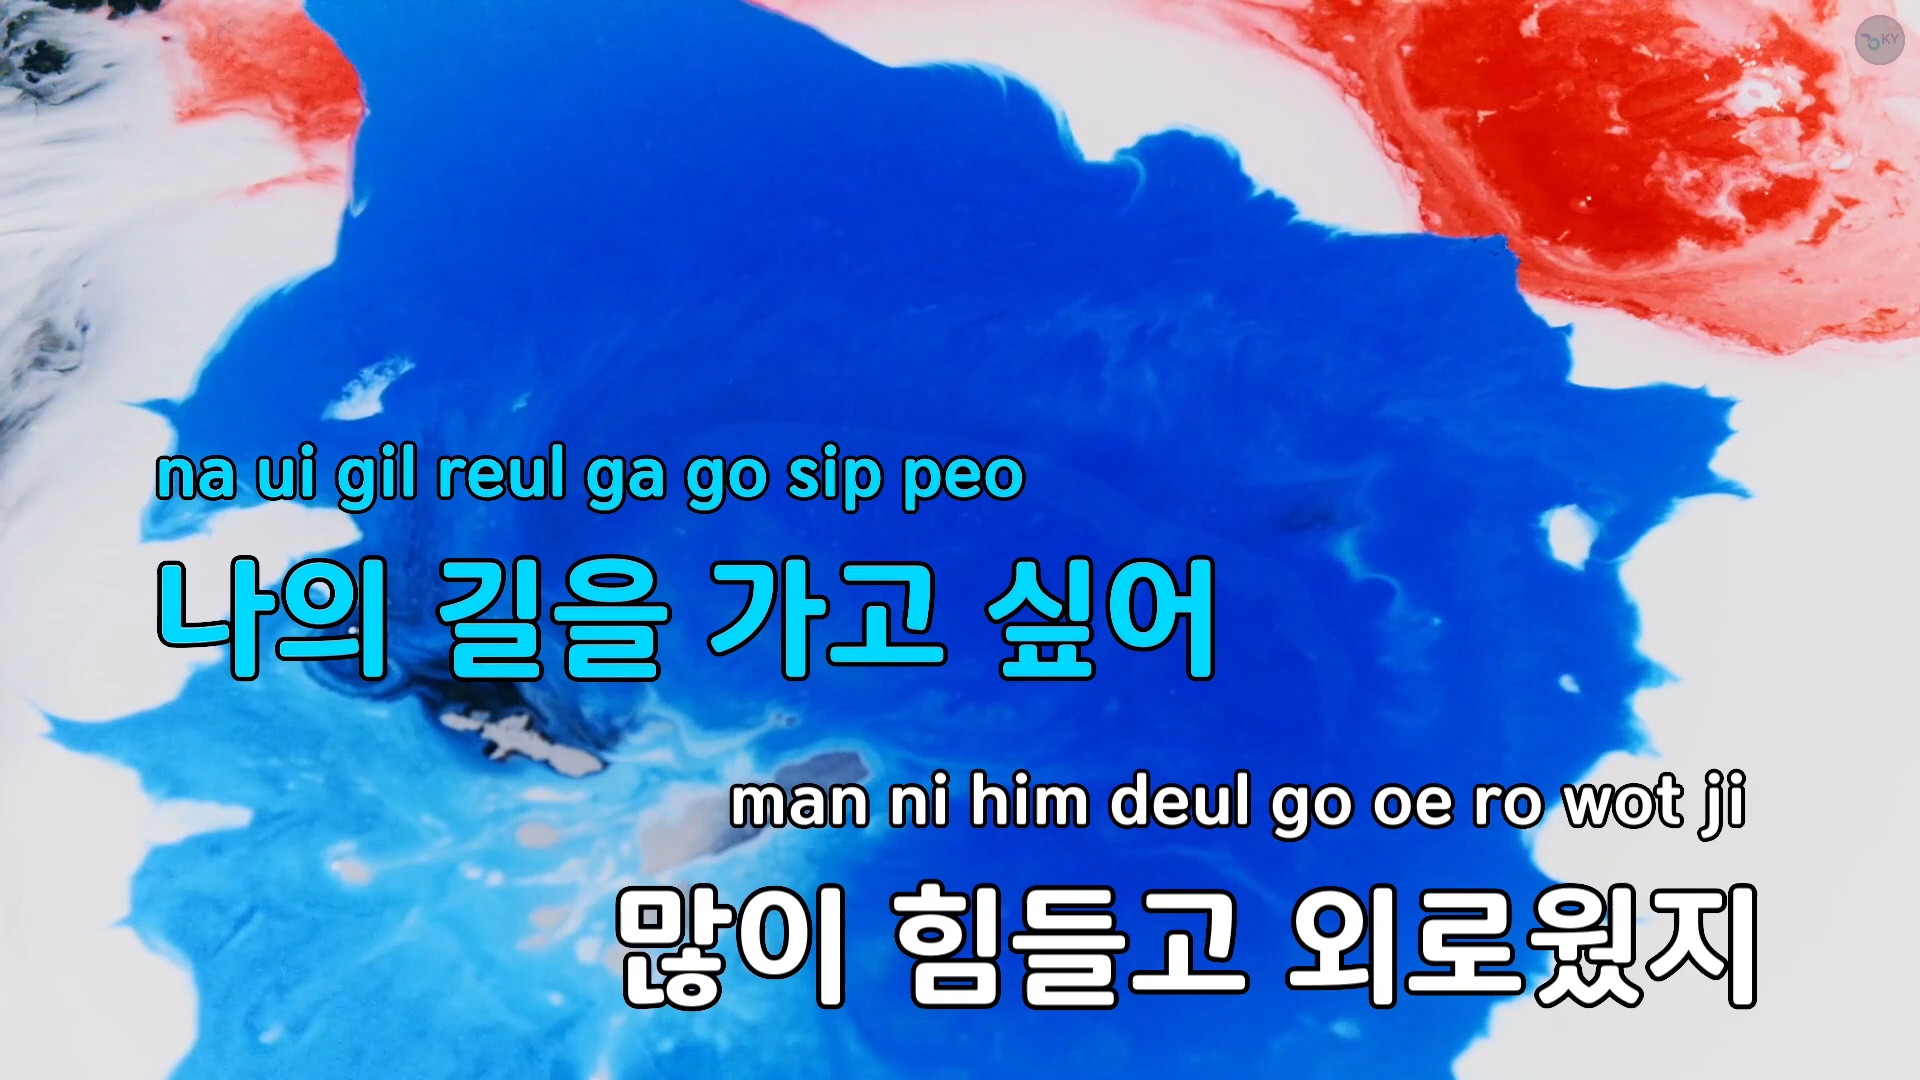 KY
na ui gil reul ga go sip peo
나의 길을 가고 싶어
man ni him deul go oe ro wot ji
많이 힘들고 외로웠지